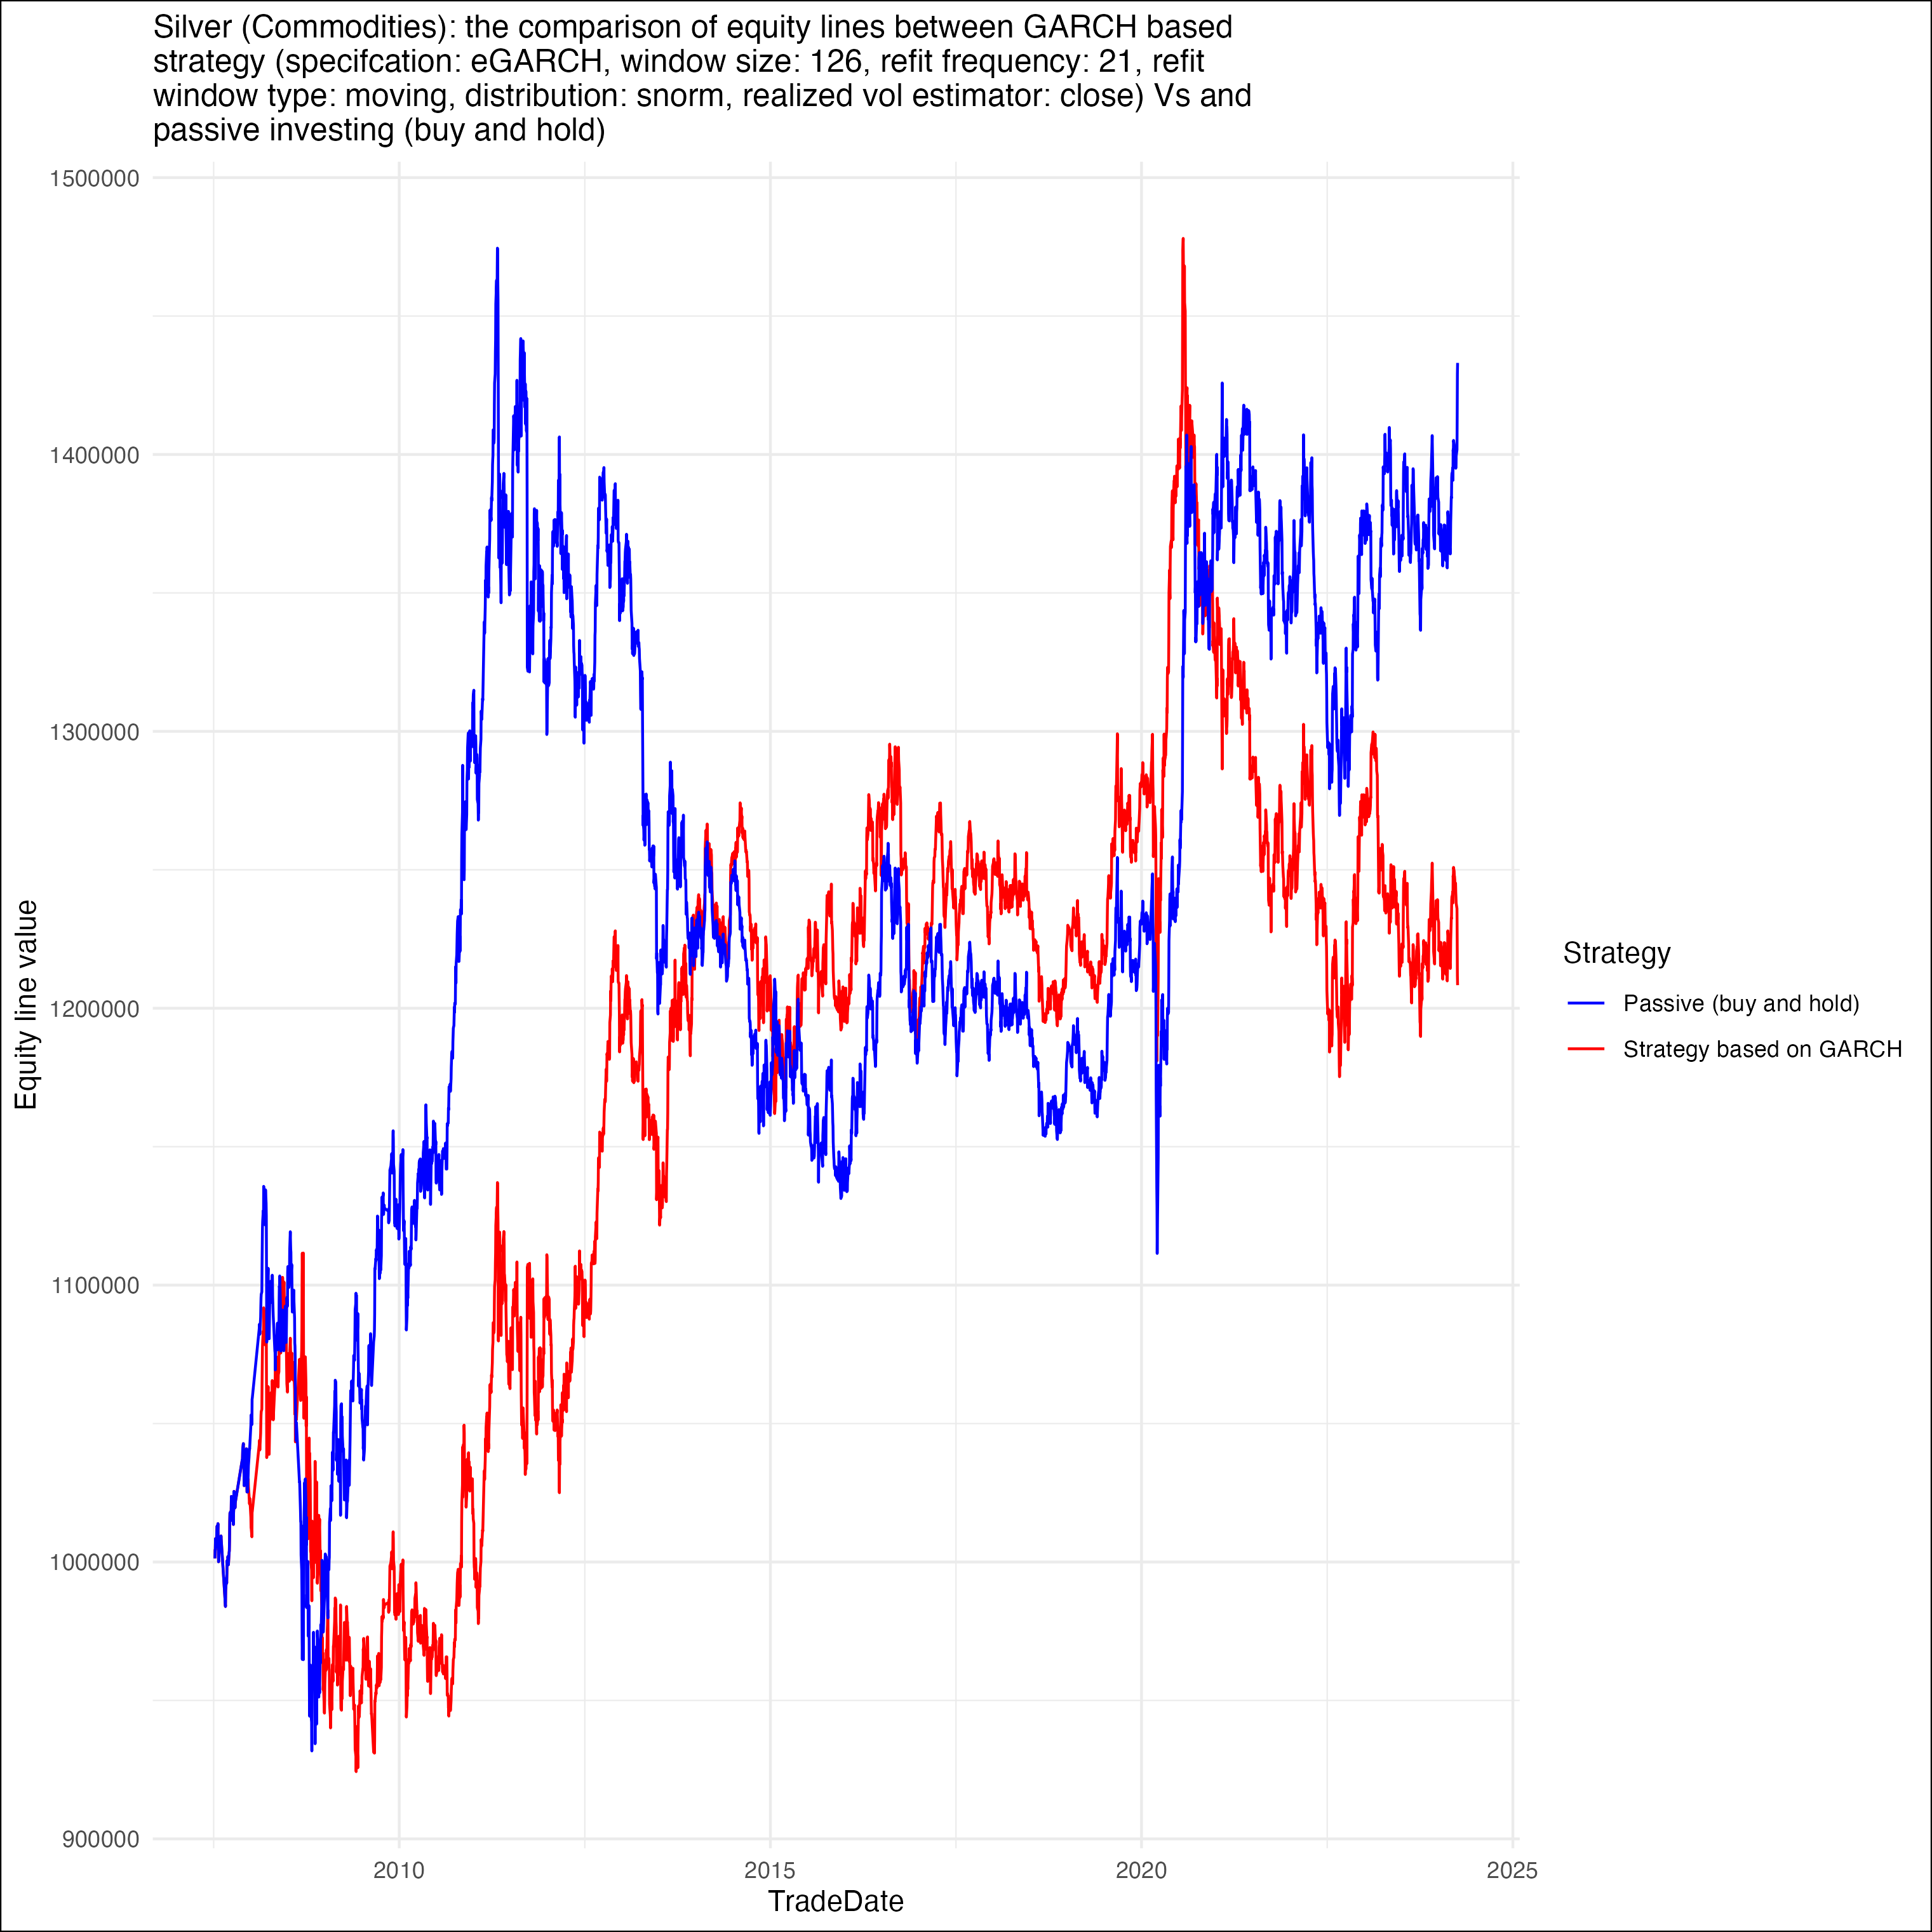 Silver (Commodities): the comparison of equity lines between GARCH based
strategy (specifcation: eGARCH, window size: 126, refit frequency: 21, refit
window type: moving, distribution: snorm, realized vol estimator: close) Vs and
passive investing (buy and hold)
1500000
1400000
1300000
1200000
1100000
1000000
900000
Equity line value
2010
2015
2020
2025
TradeDate
Strategy
Passive (buy and hold)
Strategy based on GARCH